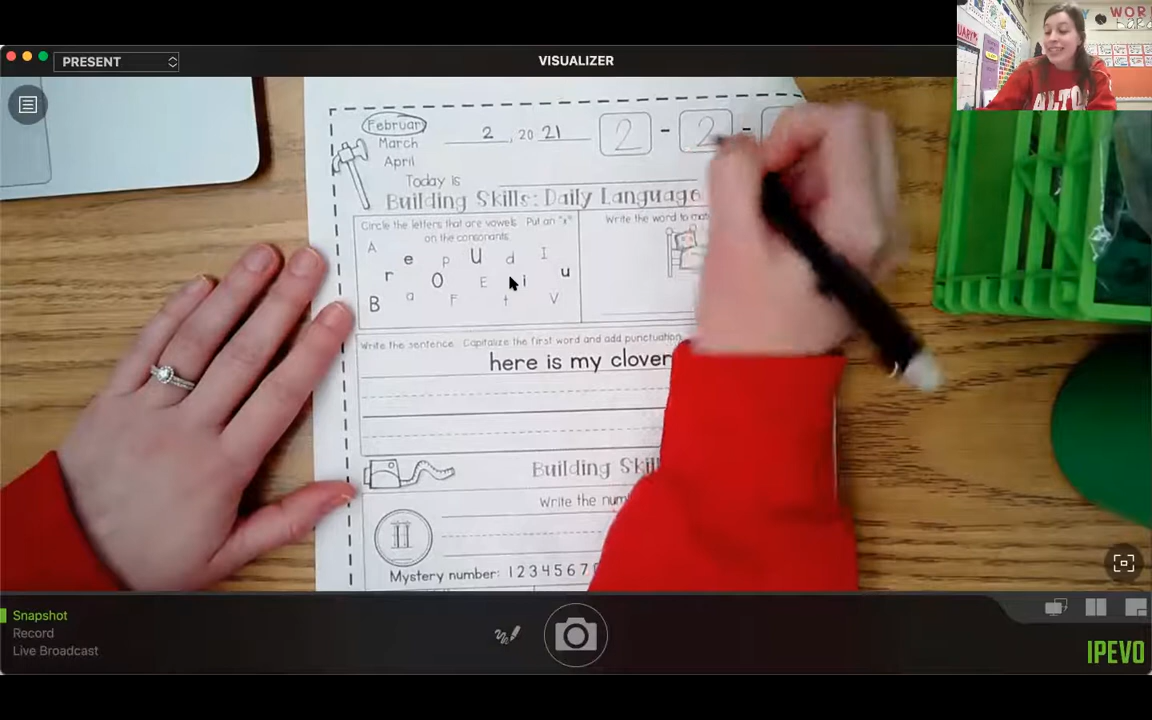 PRESENT
VISUALIZER
WOR
ALTO
February
March
April
2, 20 21
2 - 2 -
Today is
Building Skills: Daily Language
Circle the letters that are vowels. Put an "x"
on the consonants.
Write the word to
A e p U d I
r O E i u
B a F t V
Write the sentence. Capitalize the first word and add punctuation.
here is my clover
Building
Write the
11
Mystery number: 1 2 3 4 5 6 7
Snapshot
Record
Live Broadcast
IPEVO